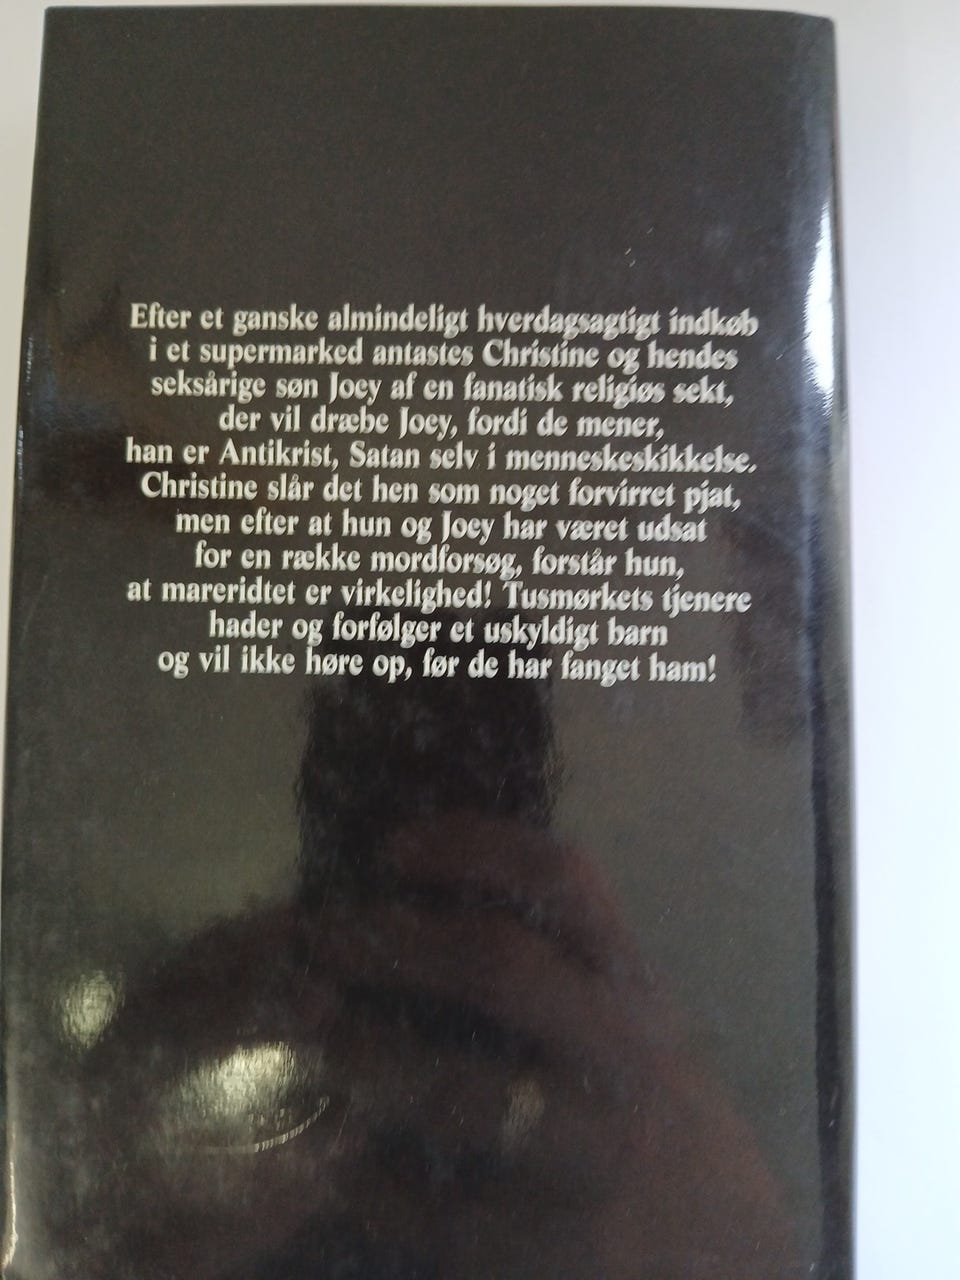 Efter et ganske almindeligt hverdagsagtigt indkøb
i et supermarked antastes Christine og hendes
seksårige søn Joey af en fanatisk religiøs sekt,
der vil dræbe Joey, fordi de mener,
han er Antikrist, Satan selv i menneskeskikkelse.
Christine slår det hen som noget forvirret pjat,
men efter at hun og Joey har været udsat
for en række mordforsøg, forstår hun,
at mareridtet er virkelighed! Tusmørkets tjenere
hader og forfølger et uskyldigt barn
og vil ikke høre op, før de har fanget ham!